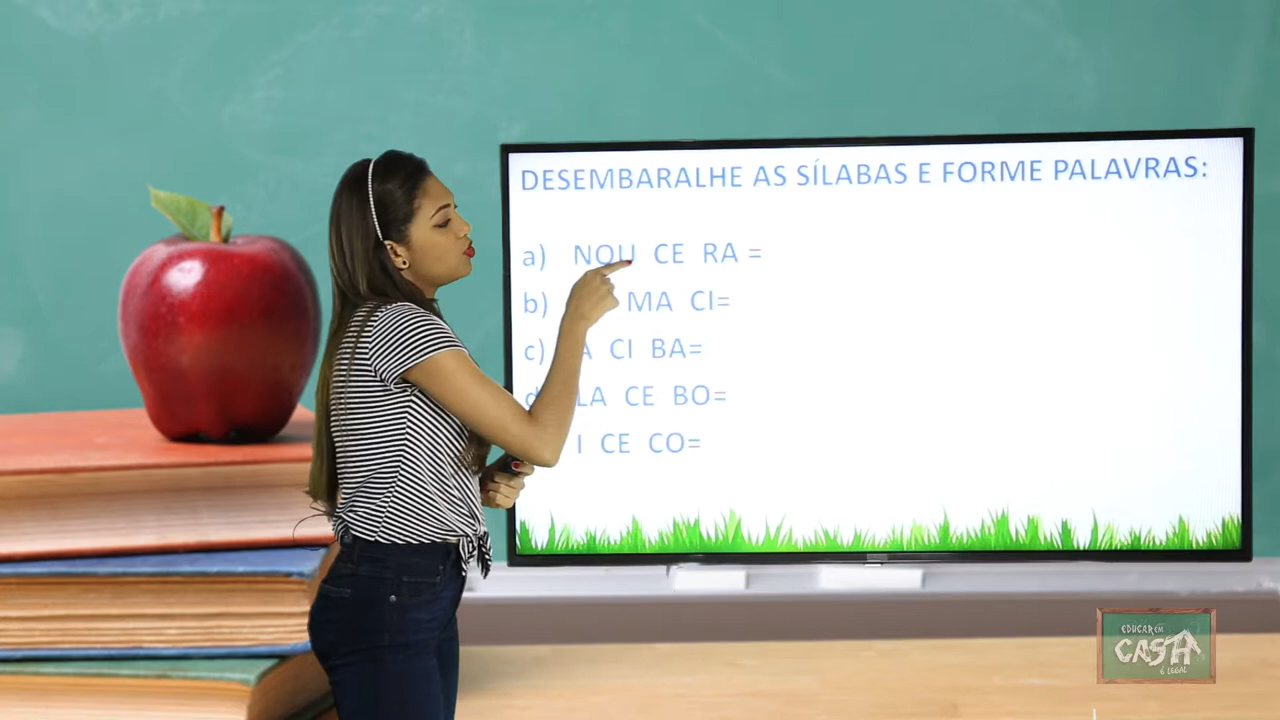 DESEMBARALHE AS SÍLABAS E FORME PALAVRAS:
a) NOU CE RA =
b) MA CI=
c) CI BA=
LA CE BO=
I CE CO=
EDUCAR EM
CASA
É LEGAL